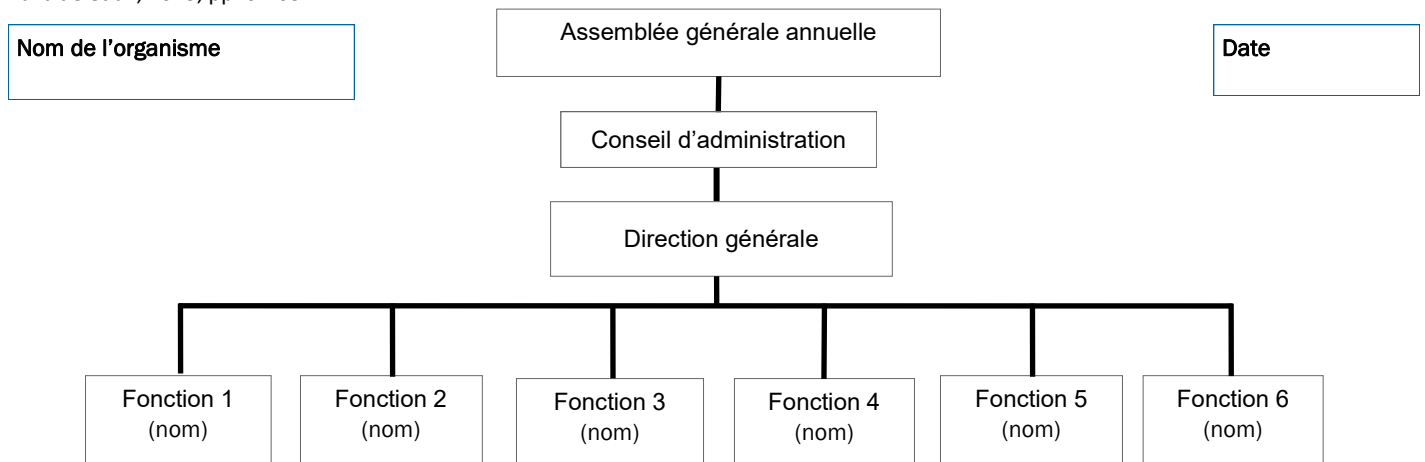 Assemblée générale annuelle
Nom de l’organisme
Date
Conseil d’administration
Direction générale
Fonction 1
(nom)
Fonction 2
(nom)
Fonction 3
(nom)
Fonction 4
(nom)
Fonction 5
(nom)
Fonction 6
(nom)